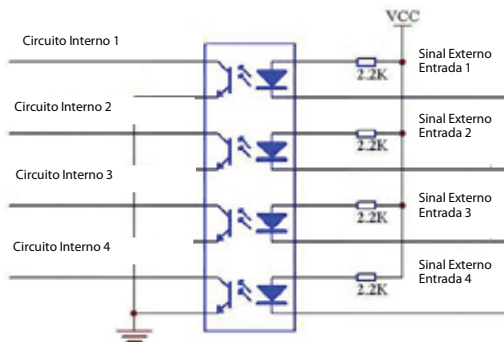 VCC
Circuito Interno 1
Sinal Externo
Entrada 1
2.2K
Circuito Interno 2
Sinal Externo
Entrada 2
2.2K
Circuito Interno 3
Sinal Externo
Entrada 3
2.2K
Circuito Interno 4
Sinal Externo
Entrada 4
2.2K